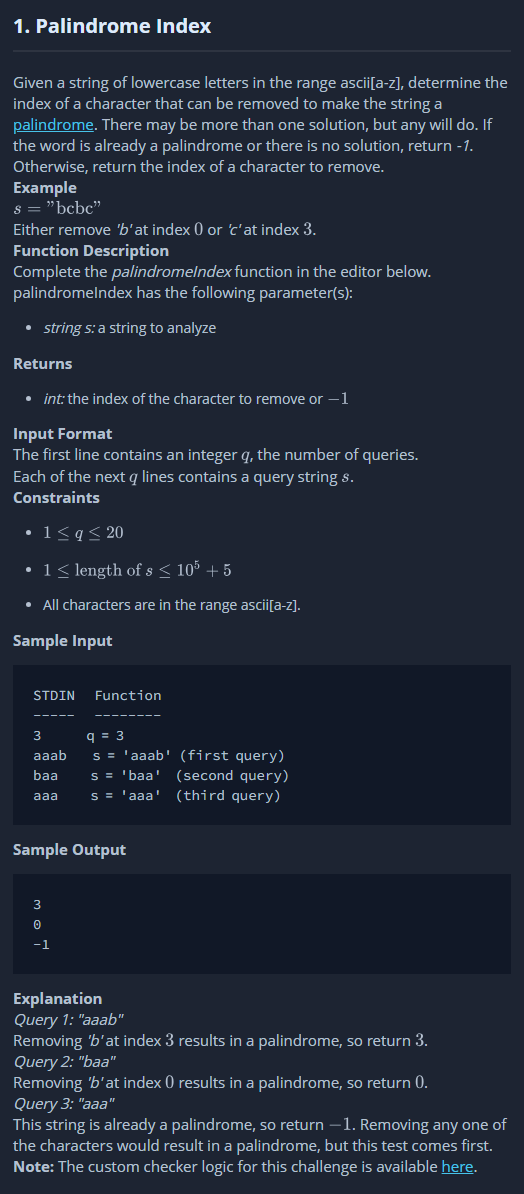 1. Palindrome Index
Given a string of lowercase letters in the range ascii[a-z], determine the
index of a character that can be removed to make the string a
palindrome. There may be more than one solution, but any will do. If
the word is already a palindrome or there is no solution, return -1.
Otherwise, return the index of a character to remove.
Example
s = "bcbc"
Either remove 'b' at index 0 or 'c' at index 3.
Function Description
Complete the palindromeIndex function in the editor below.
palindromeIndex has the following parameter(s):
• string s: a string to analyze
Returns
• int: the index of the character to remove or −1
Input Format
The first line contains an integer q, the number of queries.
Each of the next q lines contains a query string s.
Constraints
• 1 ≤ q ≤ 20
• 1 ≤ length of s ≤ 10⁵ + 5
• All characters are in the range ascii[a-z].
Sample Input
STDIN   Function
-----   --------
3      q = 3
aaab    s = 'aaab' (first query)
baa     s = 'baa'  (second query)
aaa     s = 'aaa'  (third query)
Sample Output
3
0
-1
Explanation
Query 1: "aaab"
Removing 'b' at index 3 results in a palindrome, so return 3.
Query 2: "baa"
Removing 'b' at index 0 results in a palindrome, so return 0.
Query 3: "aaa"
This string is already a palindrome, so return −1. Removing any one of
the characters would result in a palindrome, but this test comes first.
Note: The custom checker logic for this challenge is available here.